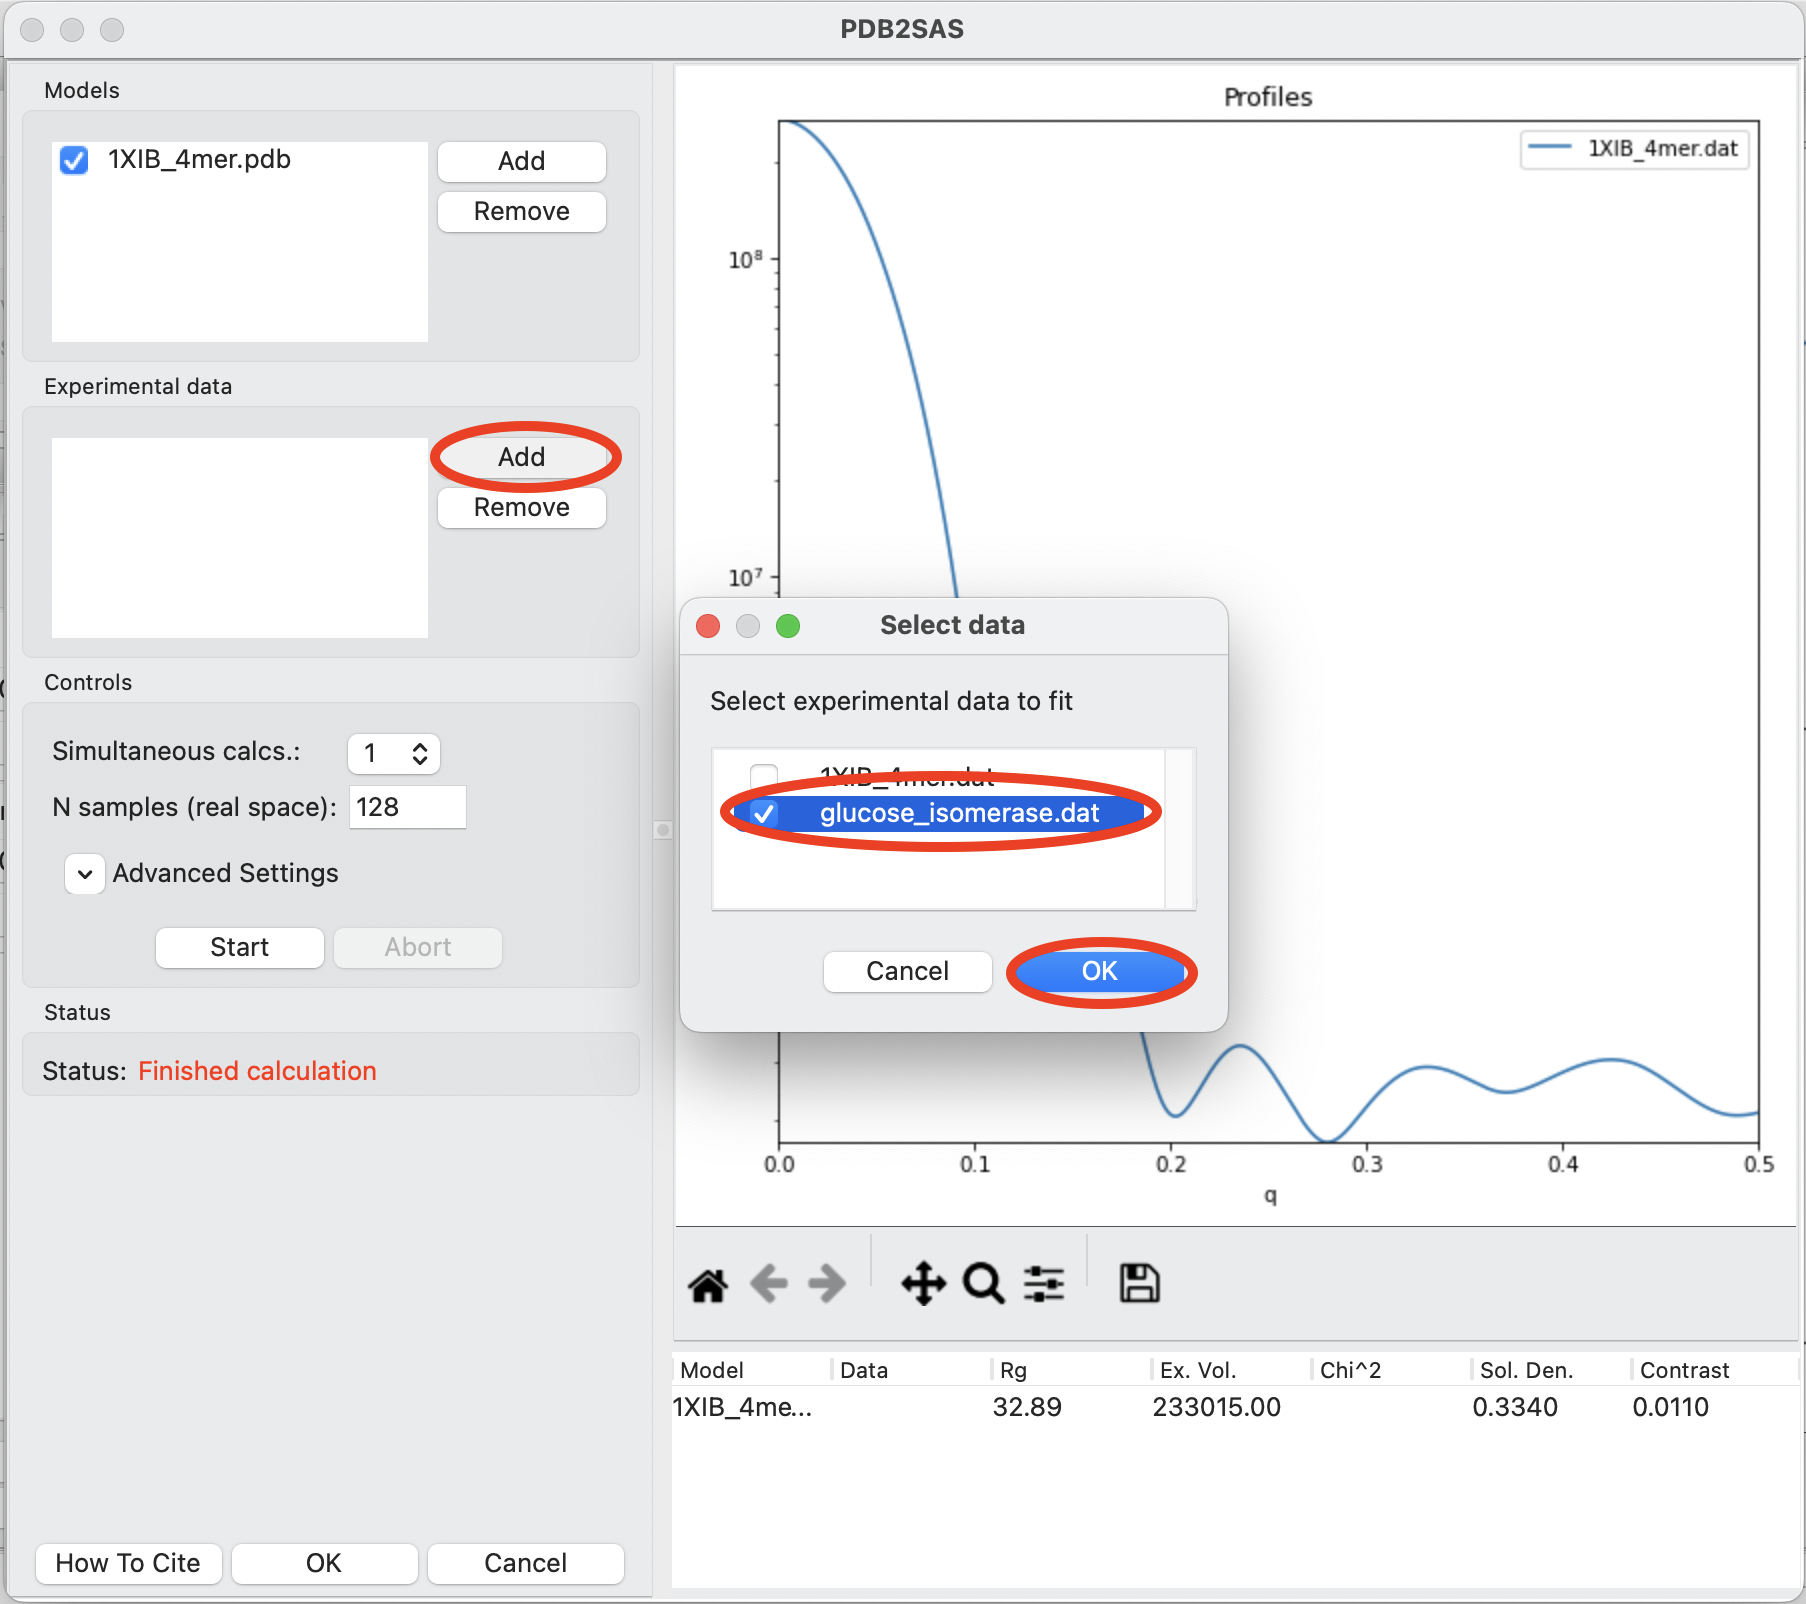 PDB2SAS
Models
1XIB_4mer.pdb
Add
Remove
Experimental data
Add
Remove
Controls
Simultaneous calcs.: 1
N samples (real space): 128
Advanced Settings
Start Abort
Status
Status: Finished calculation
How To Cite OK Cancel
Profiles
1XIB_4mer.dat
10⁸
10⁷
0.0 0.1 0.2 0.3 0.4 0.5
q
Select data
Select experimental data to fit
1XIB_4mer.dat
glucose_isomerase.dat
Cancel OK
Model Data Rg Ex. Vol. Chi^2 Sol. Den. Contrast
1XIB_4me... 32.89 233015.00 0.3340 0.0110